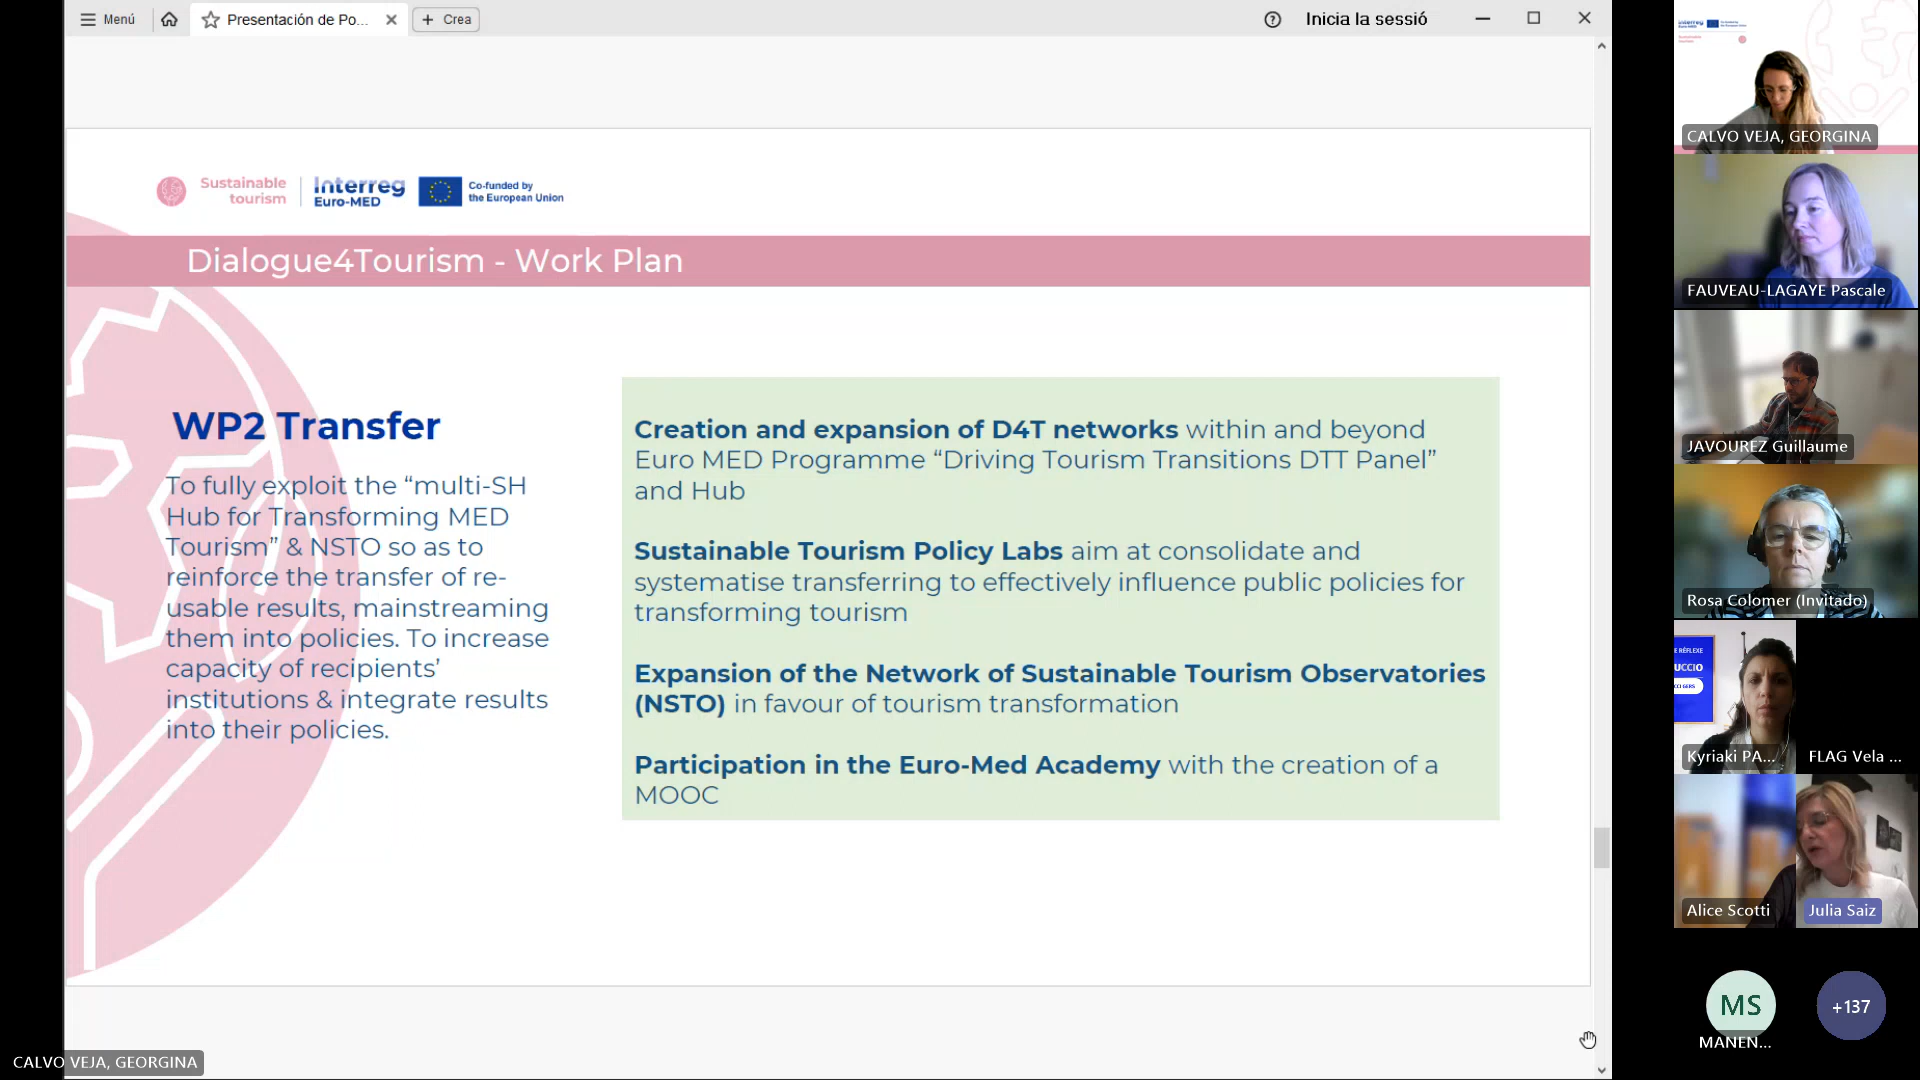 Menú
Presentación de Po...
+ Crea
Inicia la sessió
Sustainable
tourism
Interreg
Euro-MED
Co-funded by
the European Union
Dialogue4Tourism - Work Plan
WP2 Transfer
To fully exploit the “multi-SH
Hub for Transforming MED
Tourism” & NSTO so as to
reinforce the transfer of re-
usable results, mainstreaming
them into policies. To increase
capacity of recipients’
institutions & integrate results
into their policies.
Creation and expansion of D4T networks within and beyond
Euro MED Programme “Driving Tourism Transitions DTT Panel”
and Hub
Sustainable Tourism Policy Labs aim at consolidate and
systematise transferring to effectively influence public policies for
transforming tourism
Expansion of the Network of Sustainable Tourism Observatories
(NSTO) in favour of tourism transformation
Participation in the Euro-Med Academy with the creation of a
MOOC
CALVO VEJA, GEORGINA
Interreg
CALVO VEJA, GEORGINA
FAUVEAU-LAGAYE Pascale
JAVOUREZ Guillaume
Rosa Colomer (Invitado)
E RÉFLEXE
UCCIO
Kyriaki PA...
FLAG Vela ...
Alice Scotti
Julia Saiz
MS
MANEN...
+137